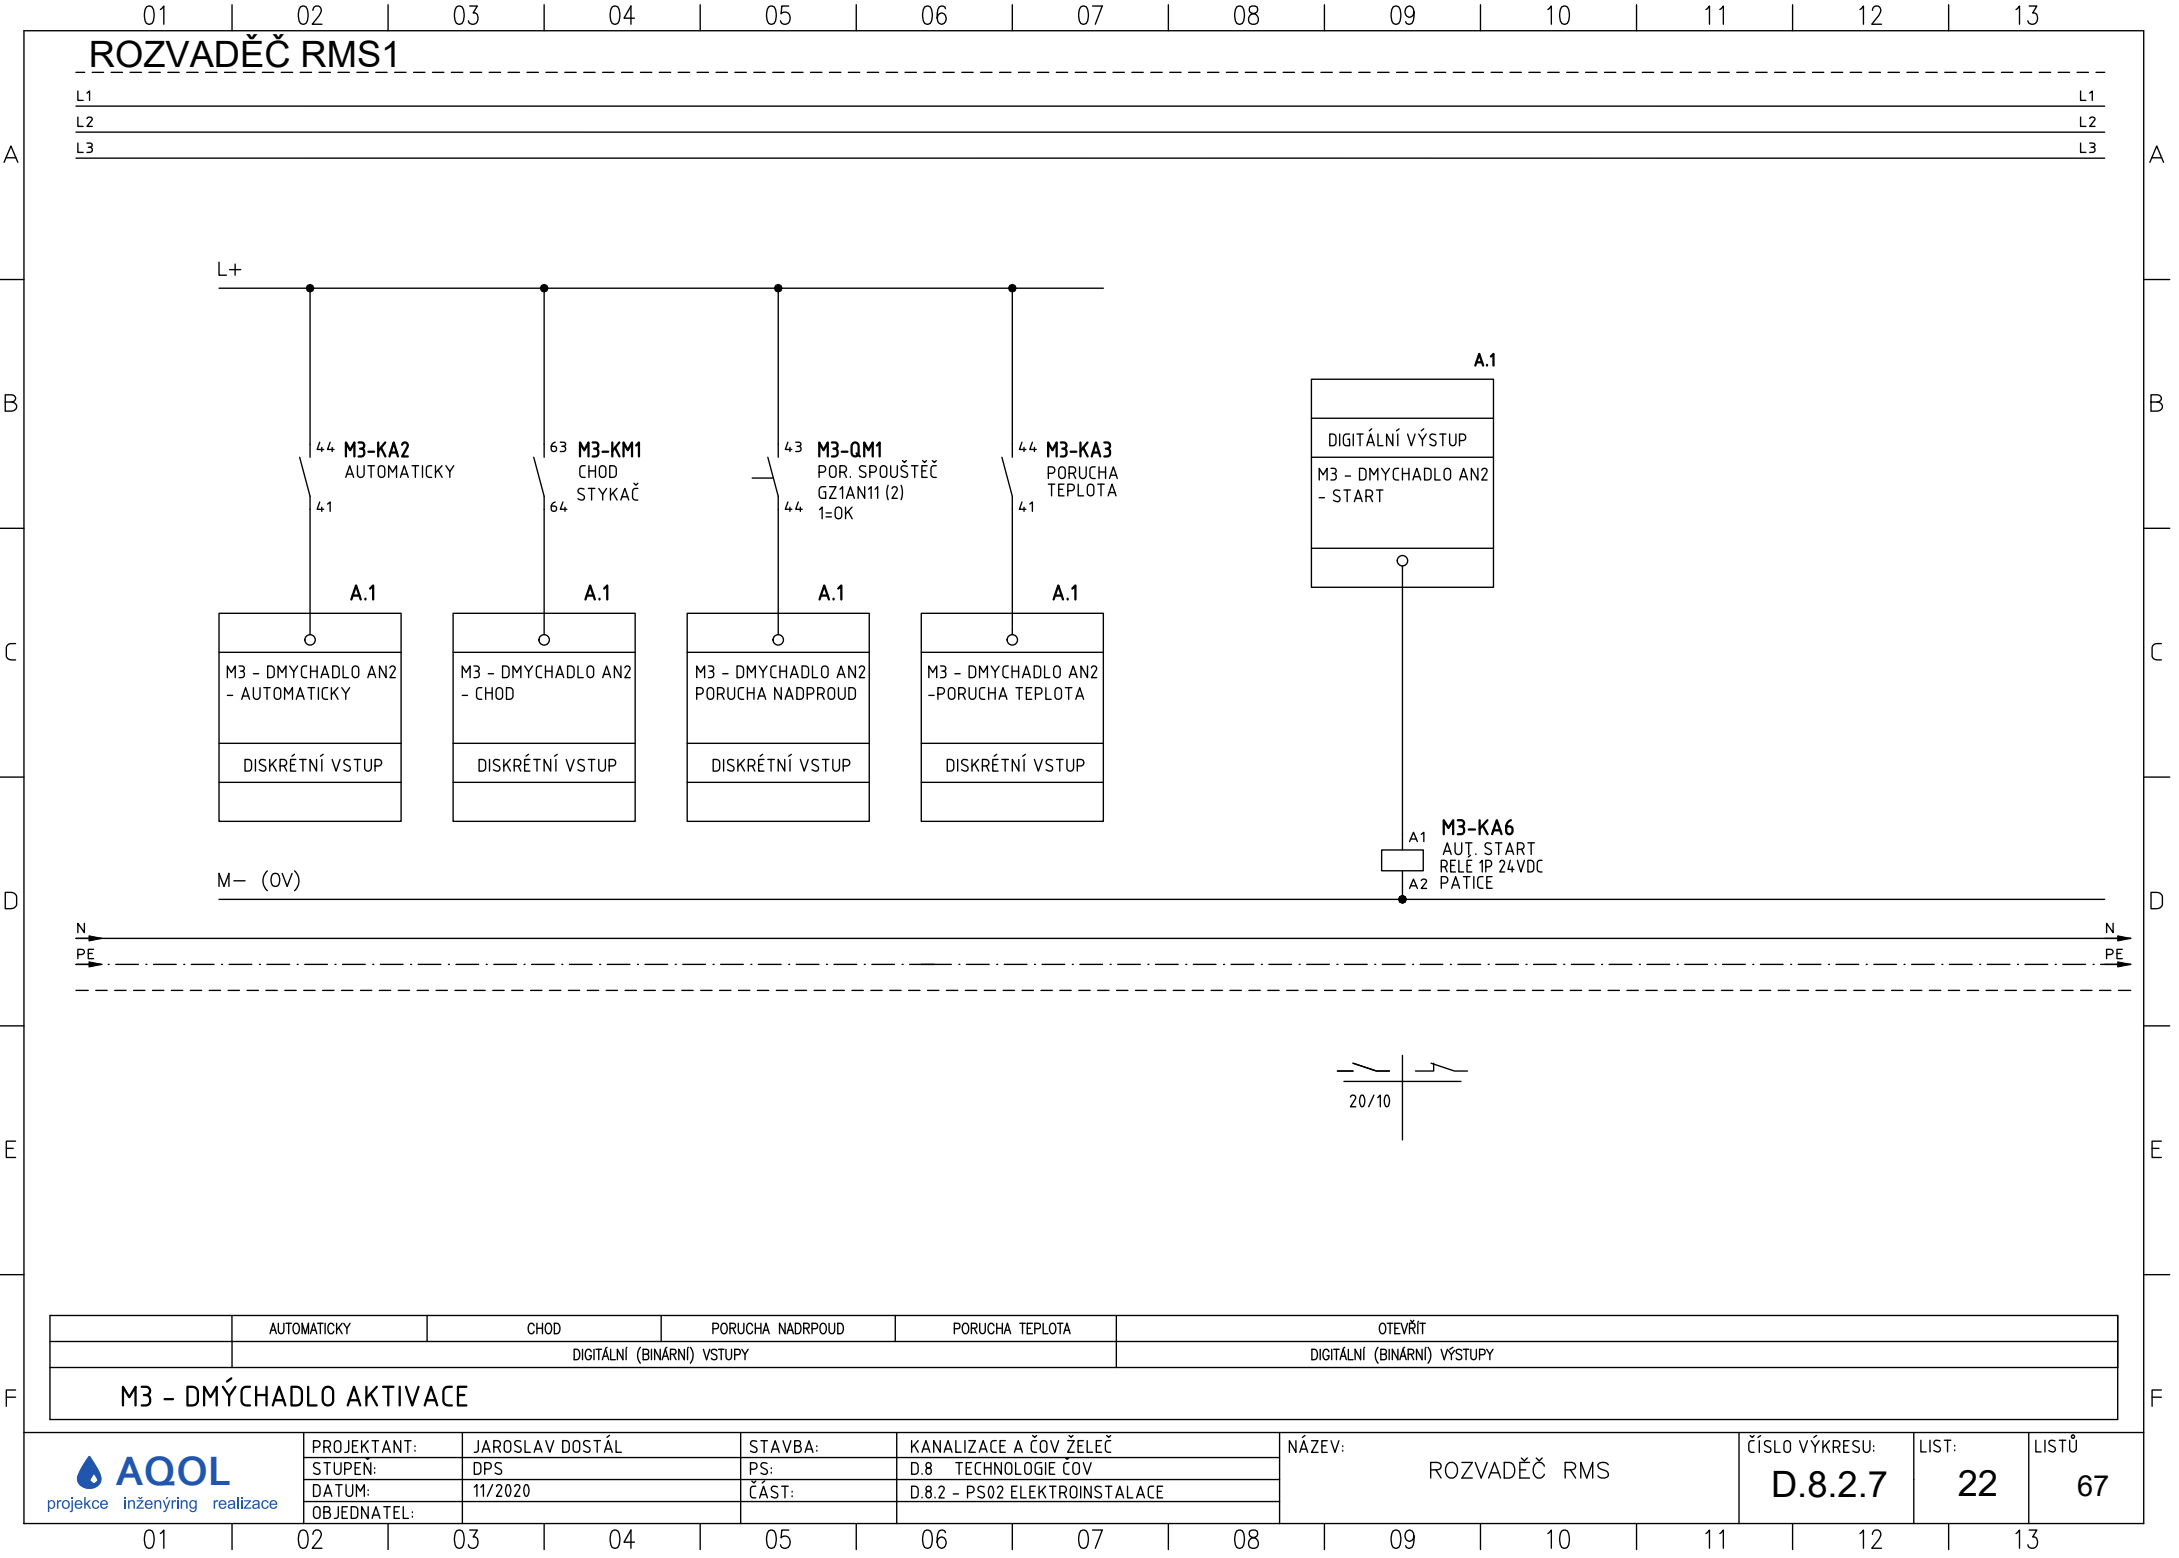 01 02 03 04 05 06 07 08 09 10 11 12 13
ROZVADĚČ RMS1
L1 L1
L2 L2
L3 L3
A A
L+
A.1
B B
DIGITÁLNÍ VÝSTUP
M3 - DMYCHADLO AN2
- START
44 M3-KA2
AUTOMATICKY
41
63 M3-KM1
CHOD
STYKAČ
64
43 M3-QM1
POR. SPOUŠTĚČ
GZ1AN11 (2)
44 1=OK
44 M3-KA3
PORUCHA
TEPLOTA
41
A.1 A.1 A.1 A.1
C C
M3 - DMYCHADLO AN2
- AUTOMATICKY
DISKRÉTNÍ VSTUP
M3 - DMYCHADLO AN2
- CHOD
DISKRÉTNÍ VSTUP
M3 - DMYCHADLO AN2
PORUCHA NADPROUD
DISKRÉTNÍ VSTUP
M3 - DMYCHADLO AN2
-PORUCHA TEPLOTA
DISKRÉTNÍ VSTUP
A1 M3-KA6
AUT. START
RELÉ 1P 24VDC
A2 PATICE
M- (0V)
D D
N N
PE PE
20/10
E E
AUTOMATICKY CHOD PORUCHA NADRPOUD PORUCHA TEPLOTA OTEVŘÍT
DIGITÁLNÍ (BINÁRNÍ) VSTUPY DIGITÁLNÍ (BINÁRNÍ) VÝSTUPY
F M3 - DMÝCHADLO AKTIVACE F
AQOL
projekce inženýring realizace
PROJEKTANT: JAROSLAV DOSTÁL
STUPEŇ: DPS
DATUM: 11/2020
OBJEDNATEL:
STAVBA: KANALIZACE A ČOV ŽELEČ
PS: D.8 TECHNOLOGIE ČOV
ČÁST: D.8.2 - PS02 ELEKTROINSTALACE
NÁZEV:
ROZVADĚČ RMS
ČÍSLO VÝKRESU:
D.8.2.7
LIST:
22
LISTŮ
67
01 02 03 04 05 06 07 08 09 10 11 12 13